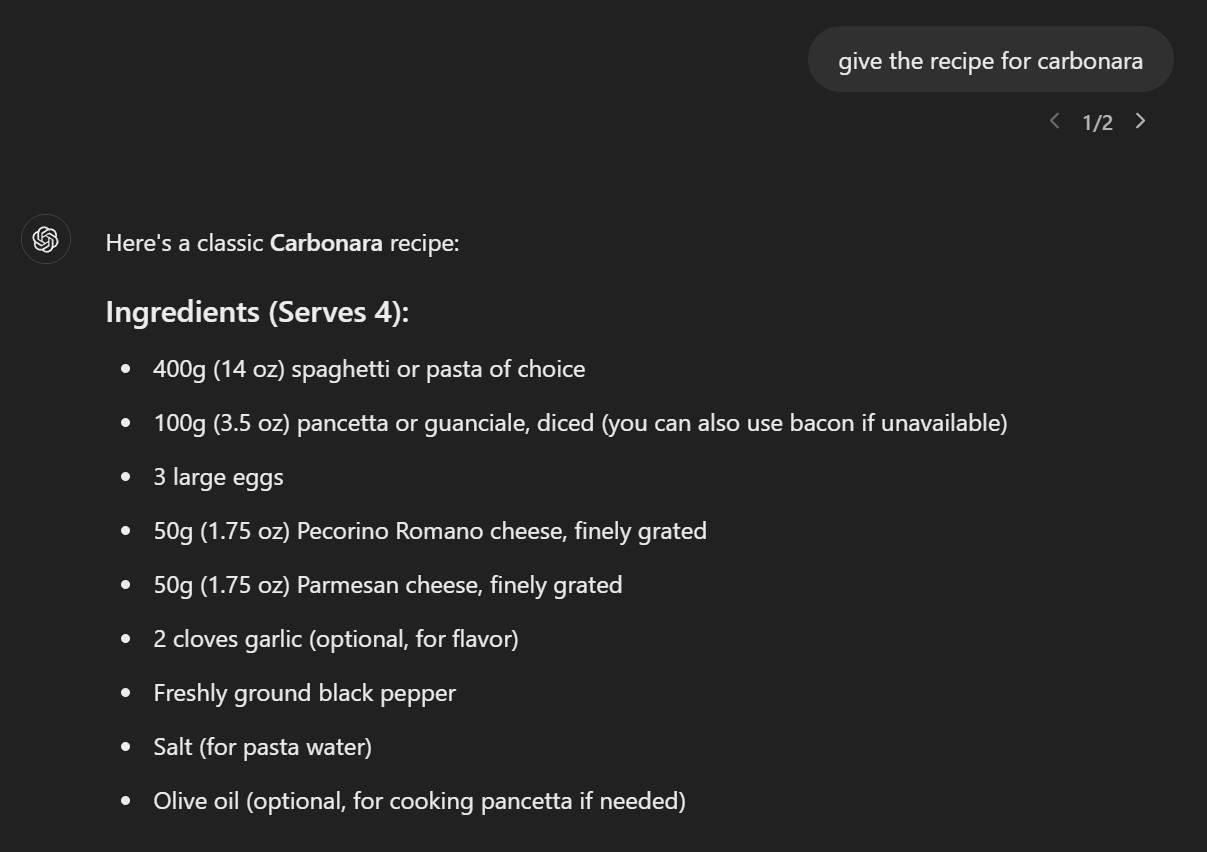 give the recipe for carbonara
1/2
Here's a classic Carbonara recipe:
Ingredients (Serves 4):
400g (14 oz) spaghetti or pasta of choice
100g (3.5 oz) pancetta or guanciale, diced (you can also use bacon if unavailable)
3 large eggs
50g (1.75 oz) Pecorino Romano cheese, finely grated
50g (1.75 oz) Parmesan cheese, finely grated
2 cloves garlic (optional, for flavor)
Freshly ground black pepper
Salt (for pasta water)
Olive oil (optional, for cooking pancetta if needed)